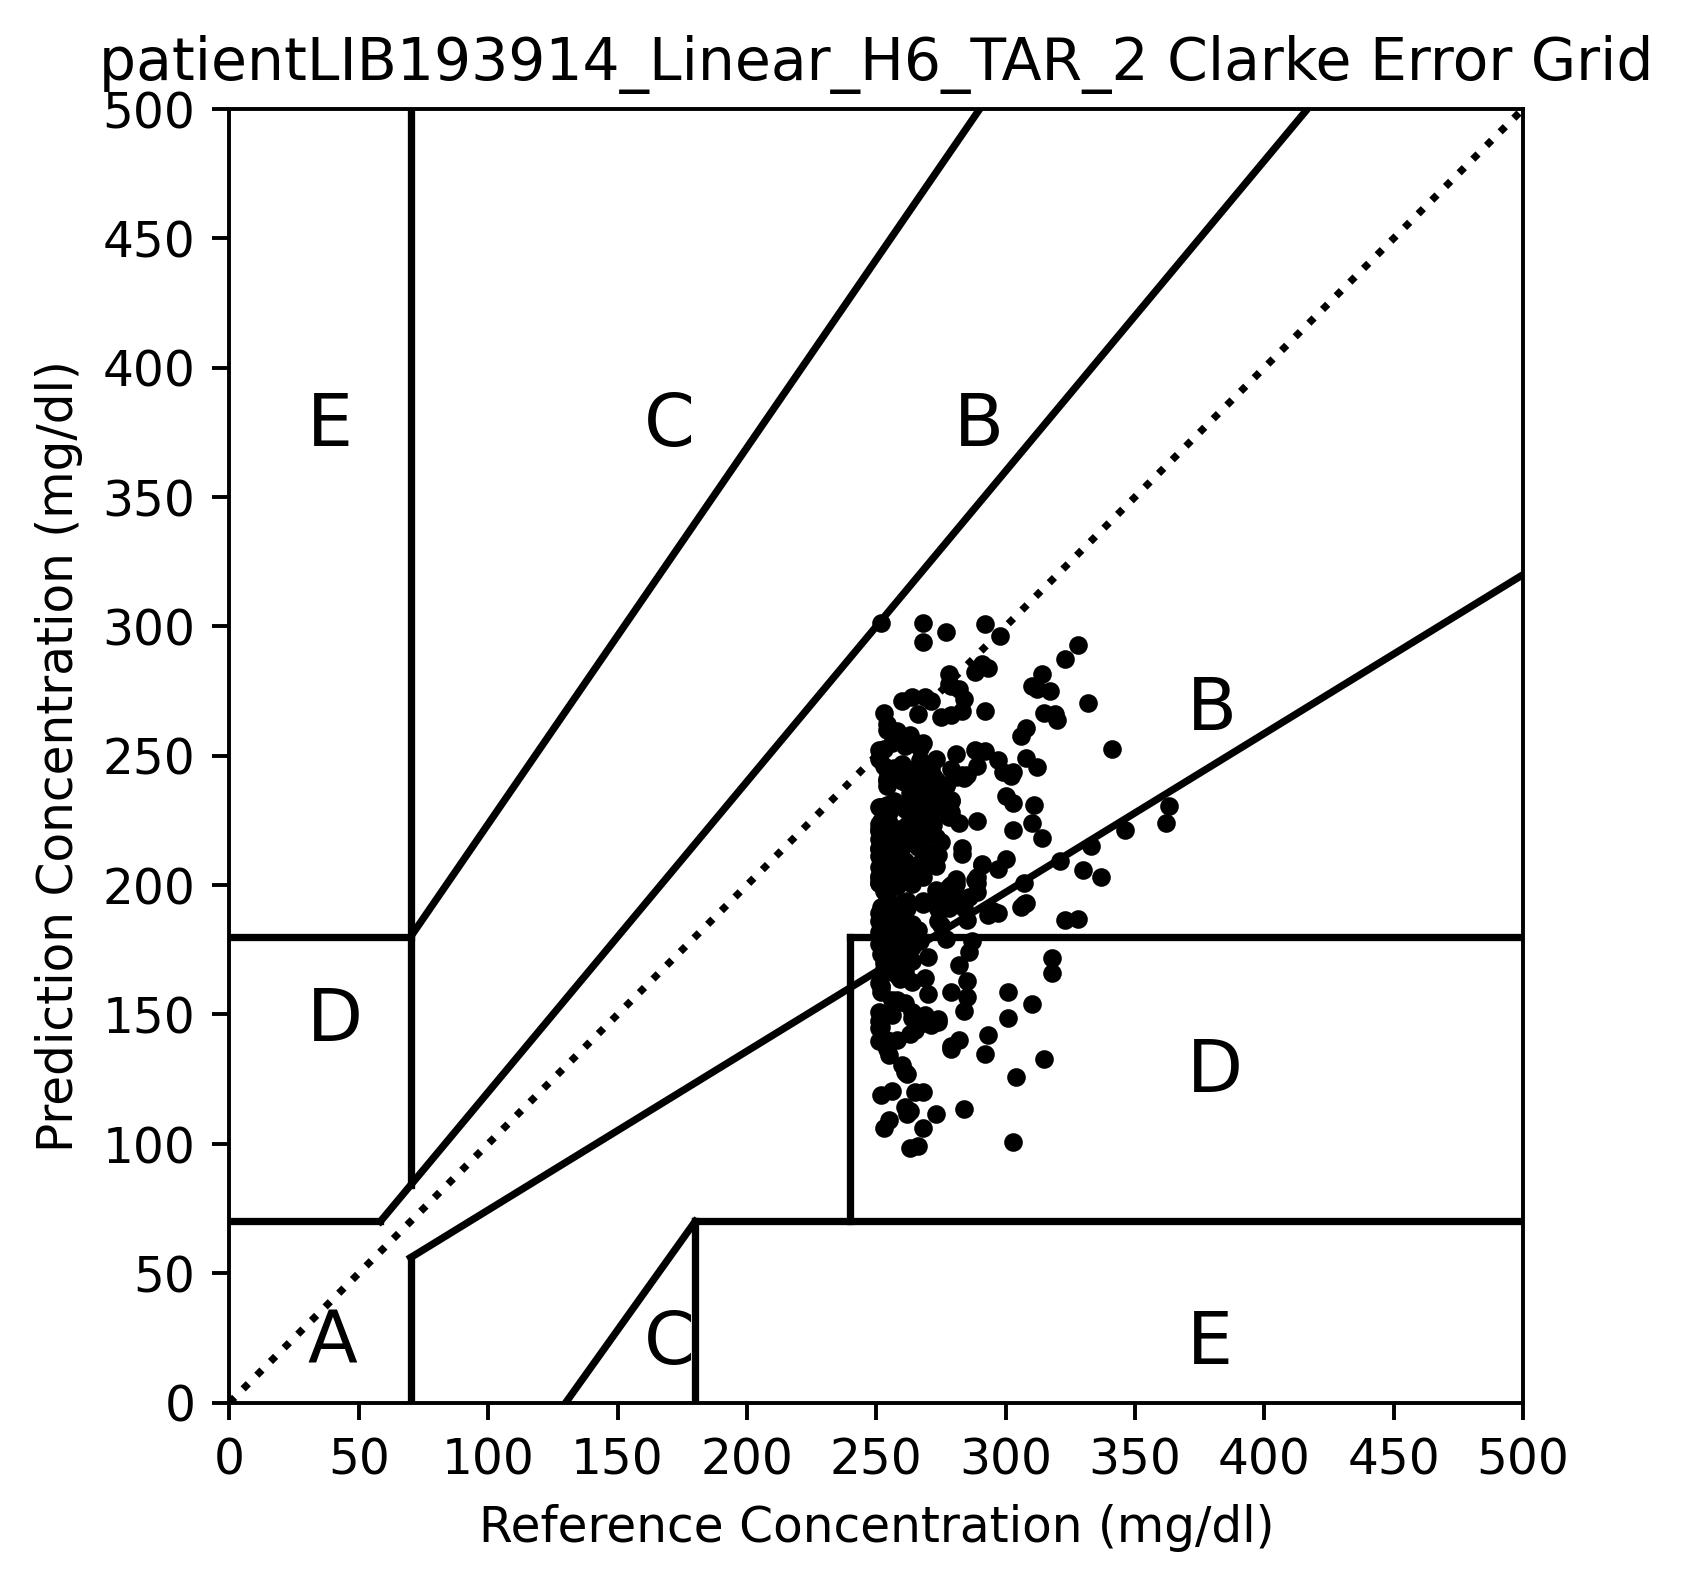 patientLIB193914_Linear_H6_TAR_2 Clarke Error Grid
500
450
400
350
300
250
200
150
100
50
0
Prediction Concentration (mg/dl)
E
C
B
B
D
D
A
C
E
0 50 100 150 200 250 300 350 400 450 500
Reference Concentration (mg/dl)